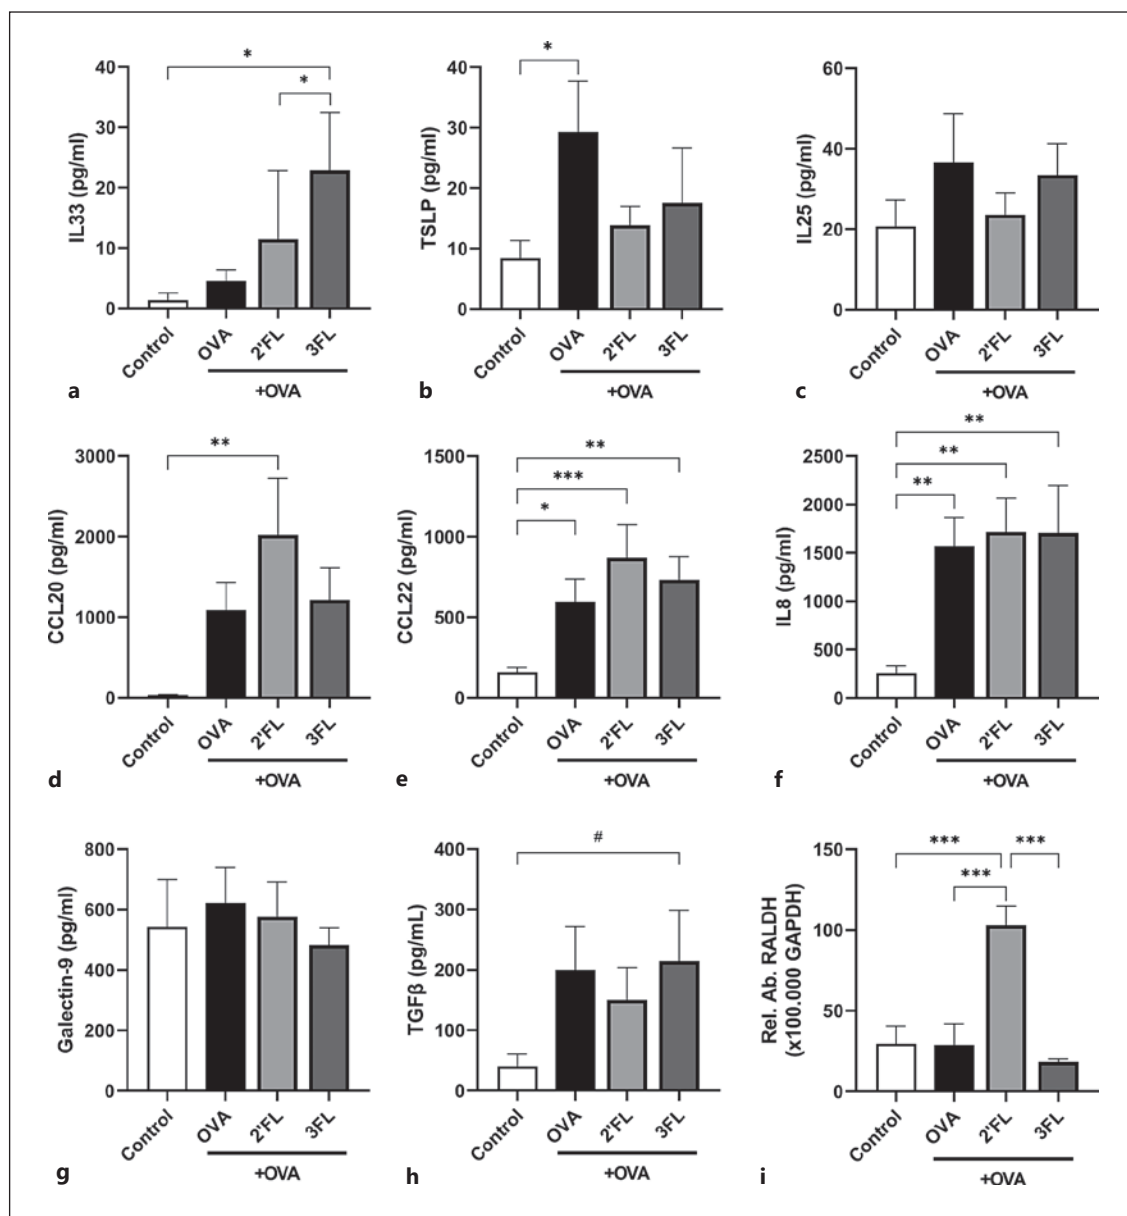 *
*
40
30
20
10
0
IL33 (pg/ml)
Control
OVA
2'FL
3FL
+OVA
a
*
40
30
20
10
0
TSLP (pg/ml)
Control
OVA
2'FL
3FL
+OVA
b
60
40
20
0
IL25 (pg/ml)
Control
OVA
2'FL
3FL
+OVA
c
**
3000
2000
1000
0
CCL20 (pg/ml)
Control
OVA
2'FL
3FL
+OVA
d
**
***
*
1500
1000
500
0
CCL22 (pg/ml)
Control
OVA
2'FL
3FL
+OVA
e
**
**
**
2500
2000
1500
1000
500
0
IL8 (pg/ml)
Control
OVA
2'FL
3FL
+OVA
f
800
600
400
200
0
Galectin-9 (pg/ml)
Control
OVA
2'FL
3FL
+OVA
g
#
400
300
200
100
0
TGFβ (pg/mL)
Control
OVA
2'FL
3FL
+OVA
h
***
***
***
150
100
50
0
Rel. Ab. RALDH
(x100.000 GAPDH)
Control
OVA
2'FL
3FL
+OVA
i